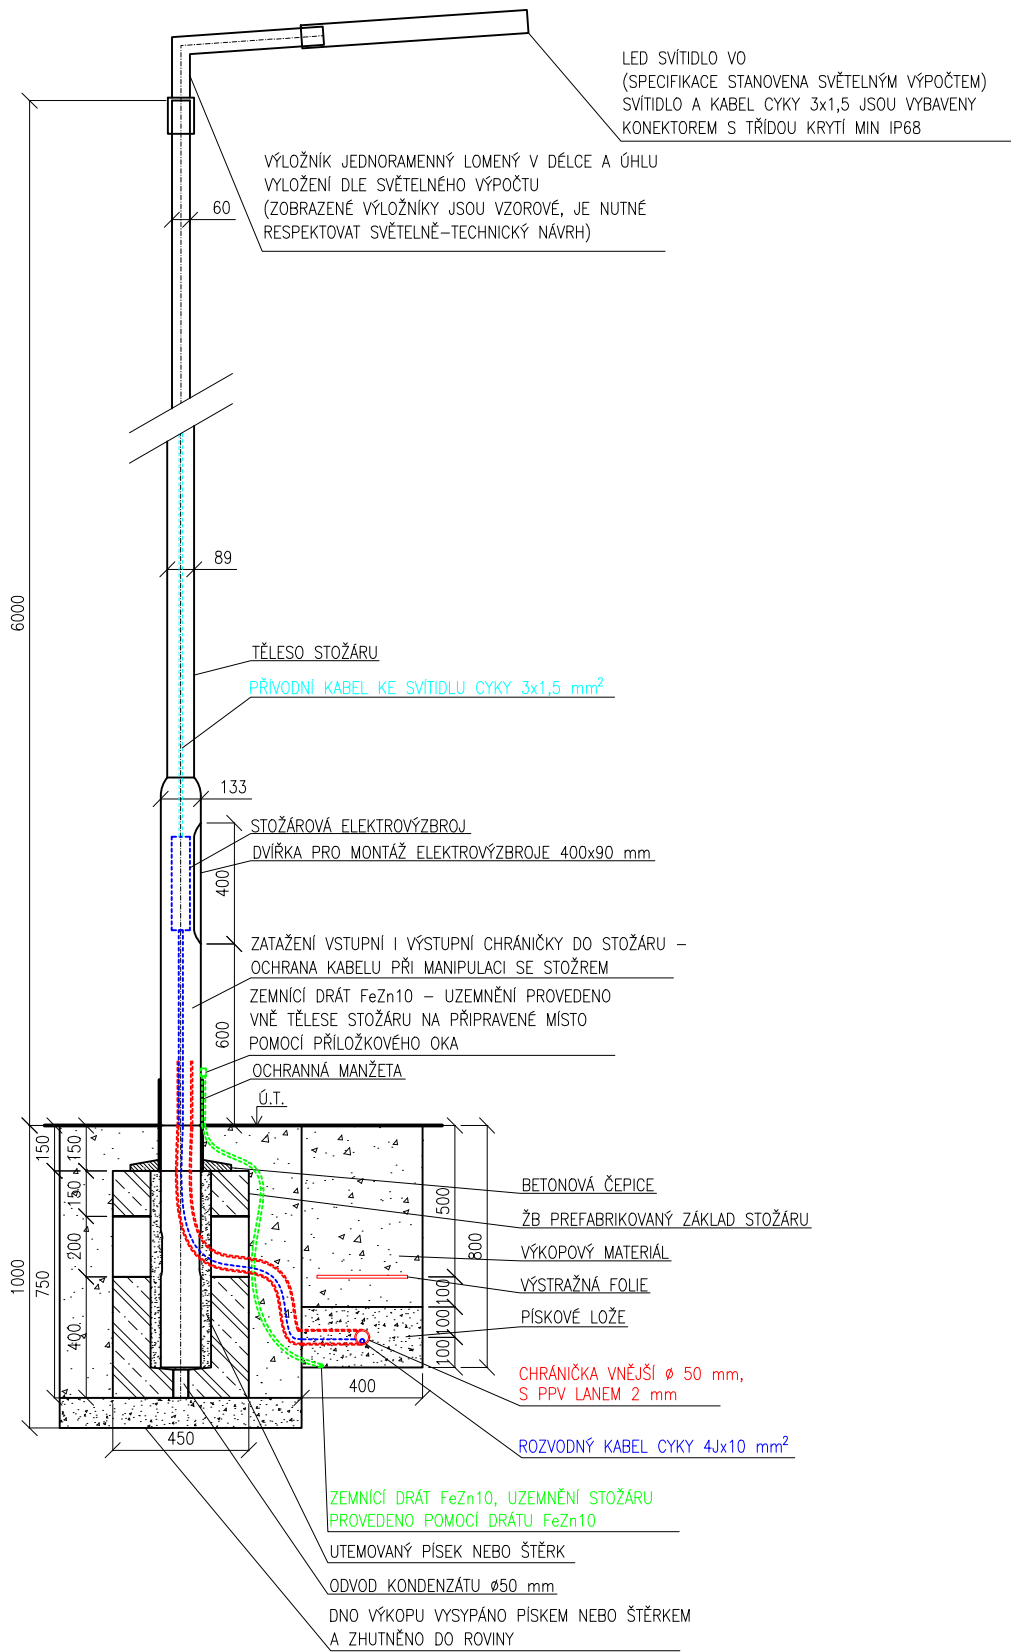 LED SVÍTIDLO VO
(SPECIFIKACE STANOVENA SVĚTELNÝM VÝPOČTEM)
SVÍTIDLO A KABEL CYKY 3x1,5 JSOU VYBAVENY
KONEKTOREM S TŘÍDOU KRYTÍ MIN IP68
VÝLOŽNÍK JEDNORAMENNÝ LOMENÝ V DÉLCE A ÚHLU
VYLOŽENÍ DLE SVĚTELNÉHO VÝPOČTU
(ZOBRAZENÉ VÝLOŽNÍKY JSOU VZOROVÉ, JE NUTNÉ
RESPEKTOVAT SVĚTELNĚ–TECHNICKÝ NÁVRH)
60
89
6000
TĚLESO STOŽÁRU
PŘÍVODNÍ KABEL KE SVÍTIDLU CYKY 3x1,5 mm²
133
STOŽÁROVÁ ELEKTROVÝZBROJ
DVÍŘKA PRO MONTÁŽ ELEKTROVÝZBROJE 400x90 mm
400
ZATAŽENÍ VSTUPNÍ I VÝSTUPNÍ CHRÁNIČKY DO STOŽÁRU –
OCHRANA KABELU PŘI MANIPULACI SE STOŽREM
ZEMNÍCÍ DRÁT FeZn10 – UZEMNĚNÍ PROVEDENO
VNĚ TĚLESE STOŽÁRU NA PŘIPRAVENÉ MÍSTO
POMOCÍ PŘÍLOŽKOVÉHO OKA
600
OCHRANNÁ MANŽETA
Ú.T.
150
150
150
200
400
750
1000
500
800
100
100
100
BETONOVÁ ČEPICE
ŽB PREFABRIKOVANÝ ZÁKLAD STOŽÁRU
VÝKOPOVÝ MATERIÁL
VÝSTRAŽNÁ FOLIE
PÍSKOVÉ LOŽE
CHRÁNIČKA VNĚJŠÍ ø 50 mm,
S PPV LANEM 2 mm
400
450
ROZVODNÝ KABEL CYKY 4Jx10 mm²
ZEMNÍCÍ DRÁT FeZn10, UZEMNĚNÍ STOŽÁRU
PROVEDENO POMOCÍ DRÁTU FeZn10
UTEMOVANÝ PÍSEK NEBO ŠTĚRK
ODVOD KONDENZÁTU ø50 mm
DNO VÝKOPU VYSYPÁNO PÍSKEM NEBO ŠTĚRKEM
A ZHUTNĚNO DO ROVINY